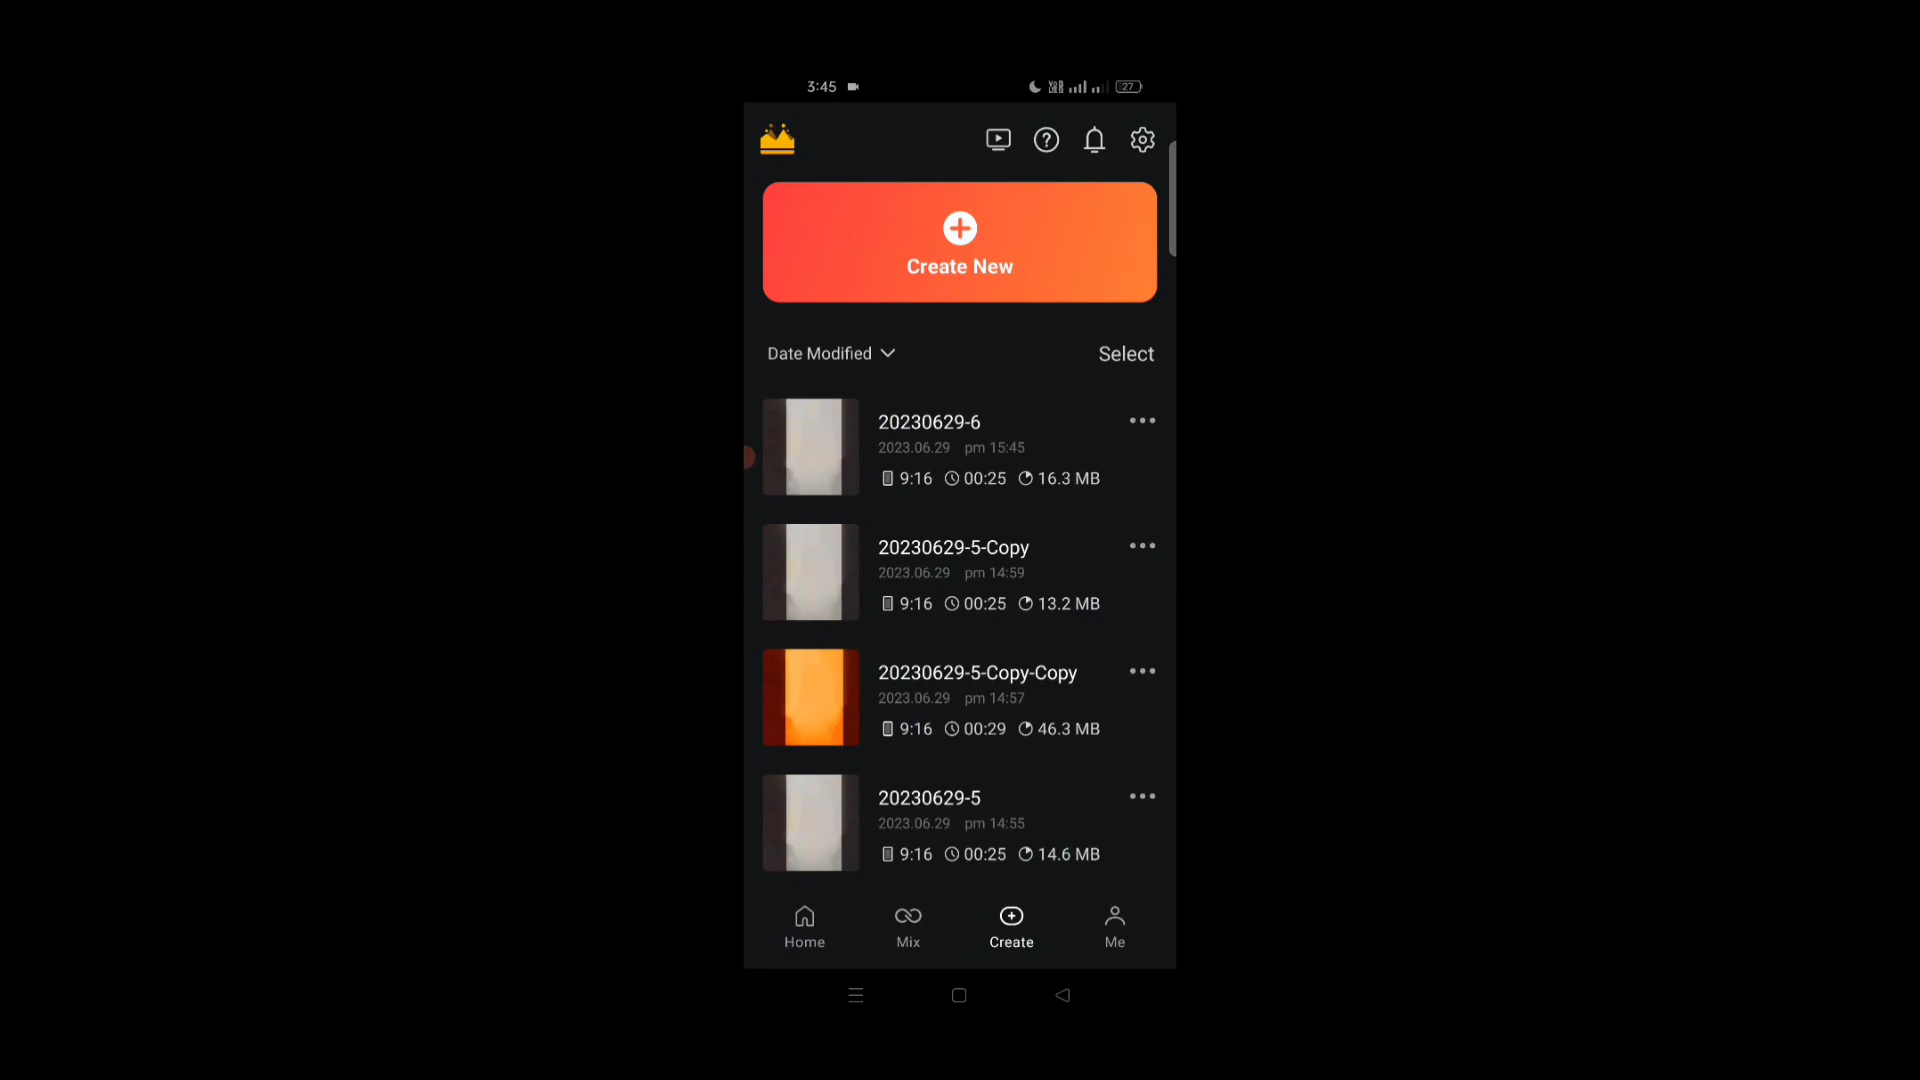 3:45 27
Create New
Date Modified Select
20230629-6
2023.06.29 pm 15:45
9:16 00:25 16.3 MB
20230629-5-Copy
2023.06.29 pm 14:59
9:16 00:25 13.2 MB
20230629-5-Copy-Copy
2023.06.29 pm 14:57
9:16 00:29 46.3 MB
20230629-5
2023.06.29 pm 14:55
9:16 00:25 14.6 MB
Home Mix Create Me